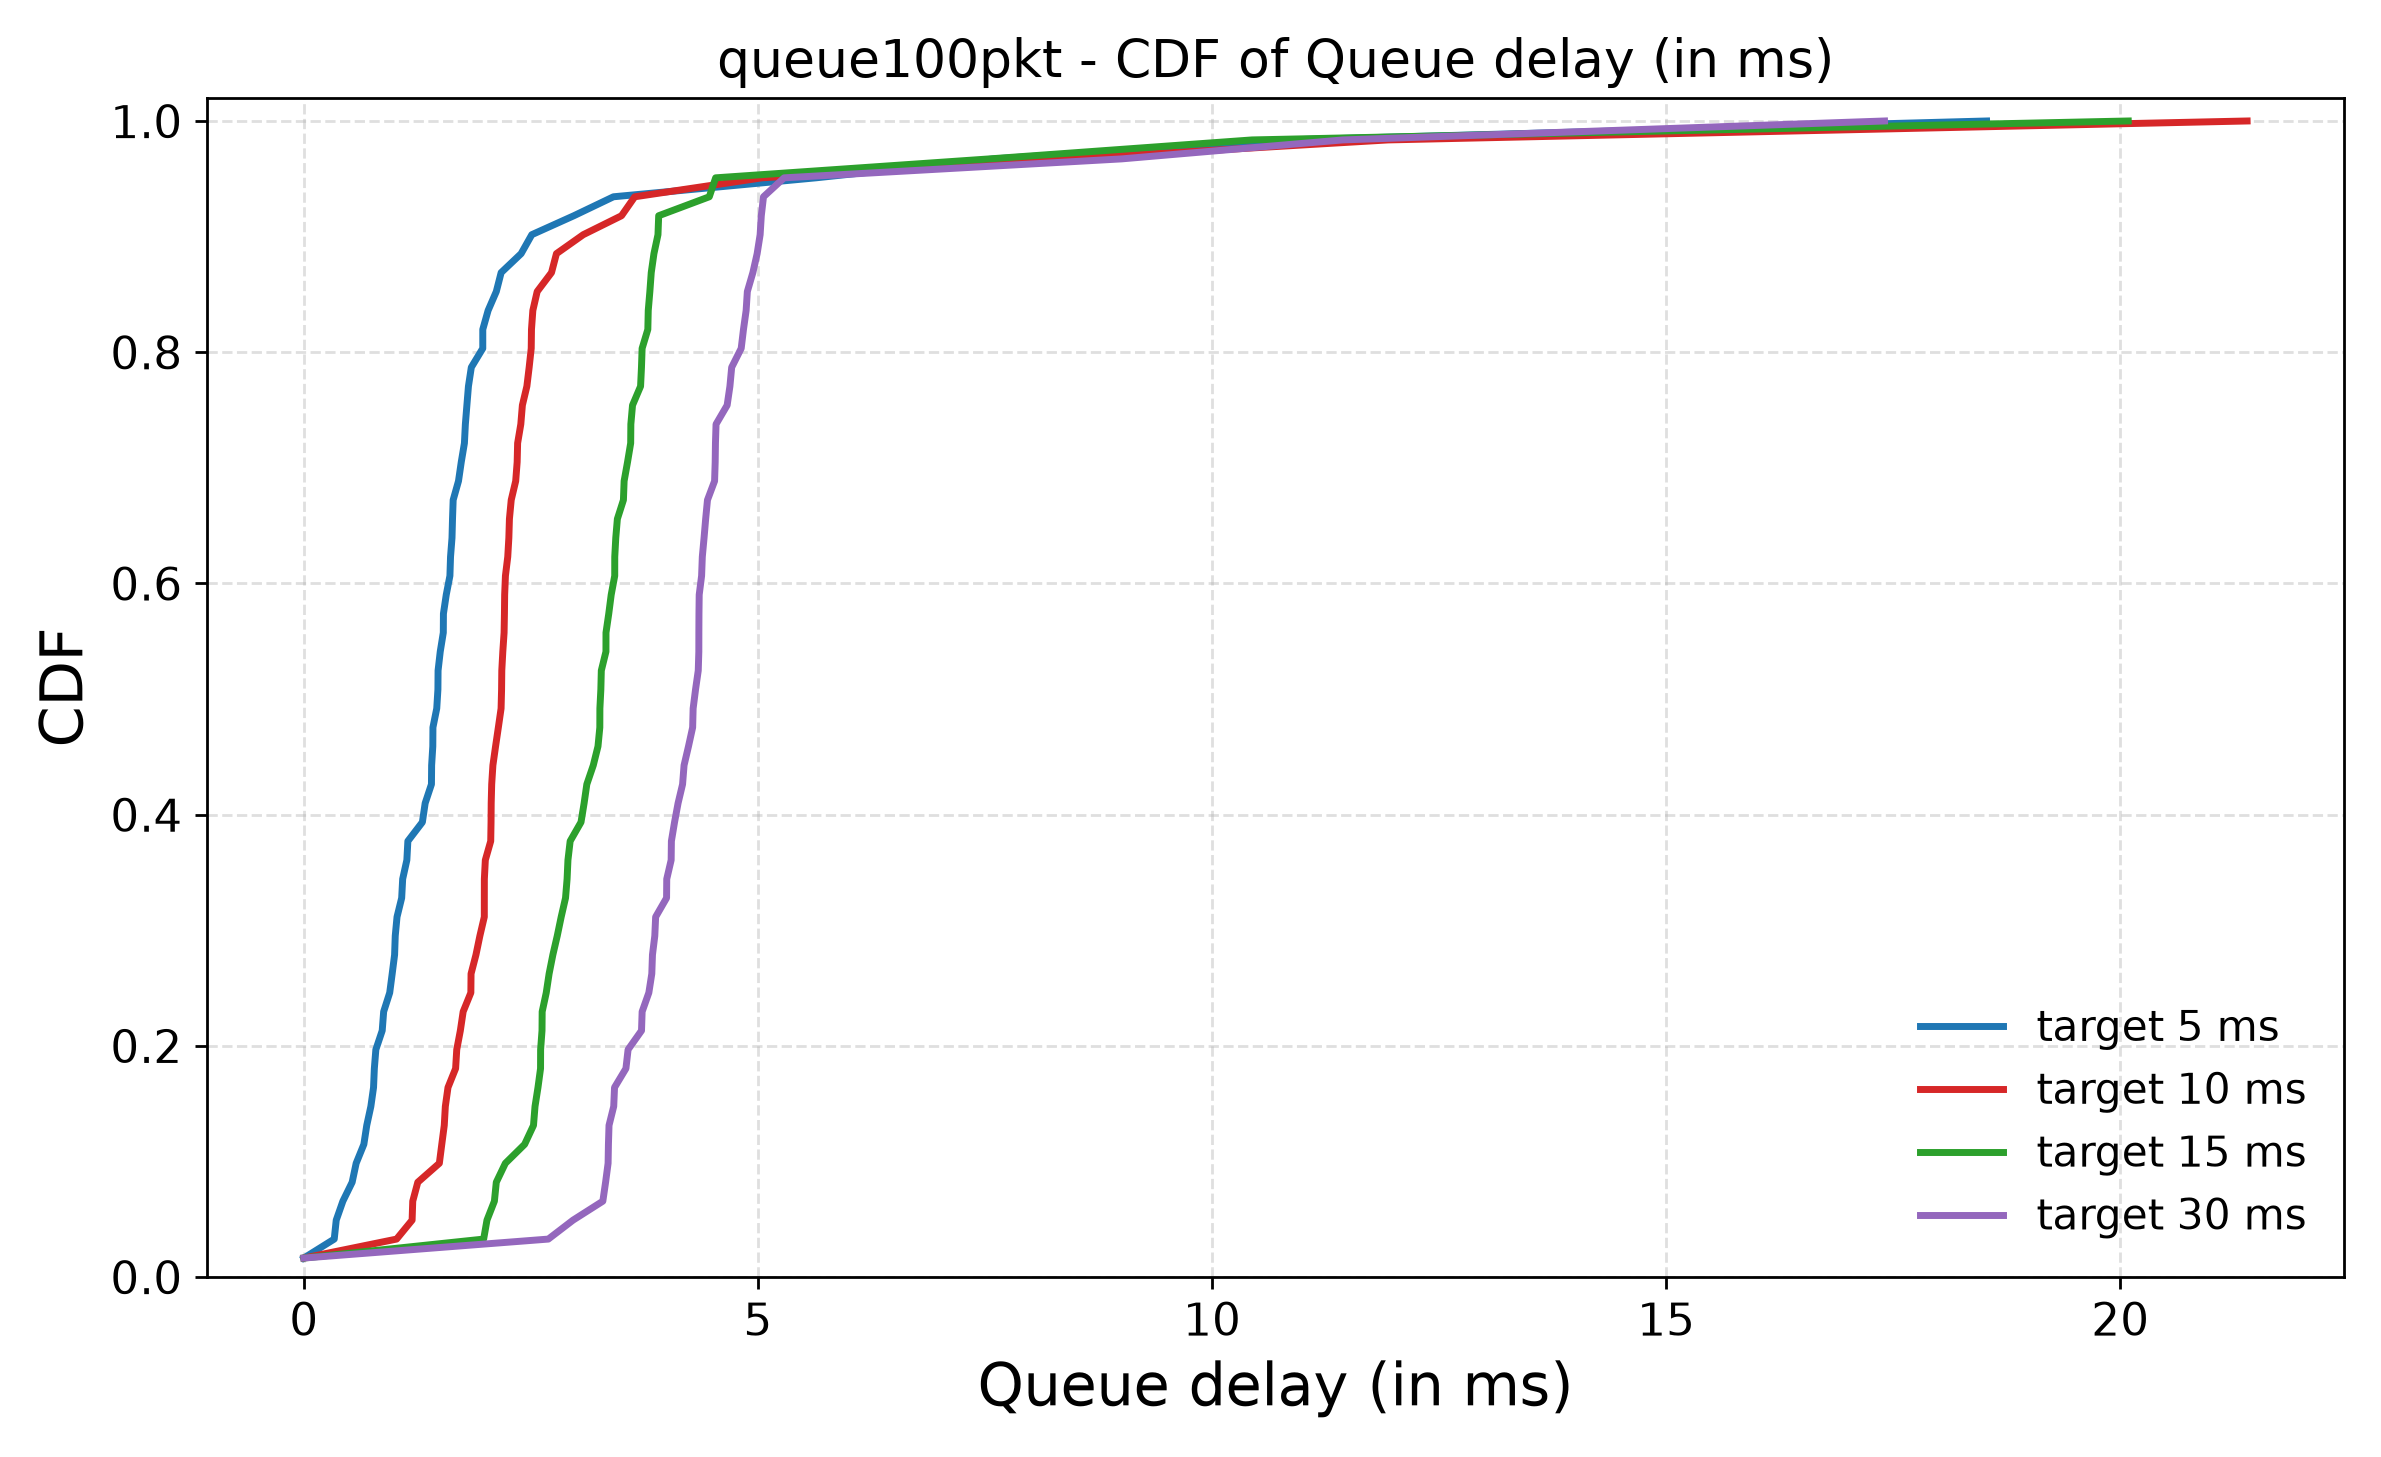 queue100pkt - CDF of Queue delay (in ms)
1.0
0.8
0.6
0.4
0.2
0.0
CDF
0 5 10 15 20
Queue delay (in ms)
target 5 ms
target 10 ms
target 15 ms
target 30 ms